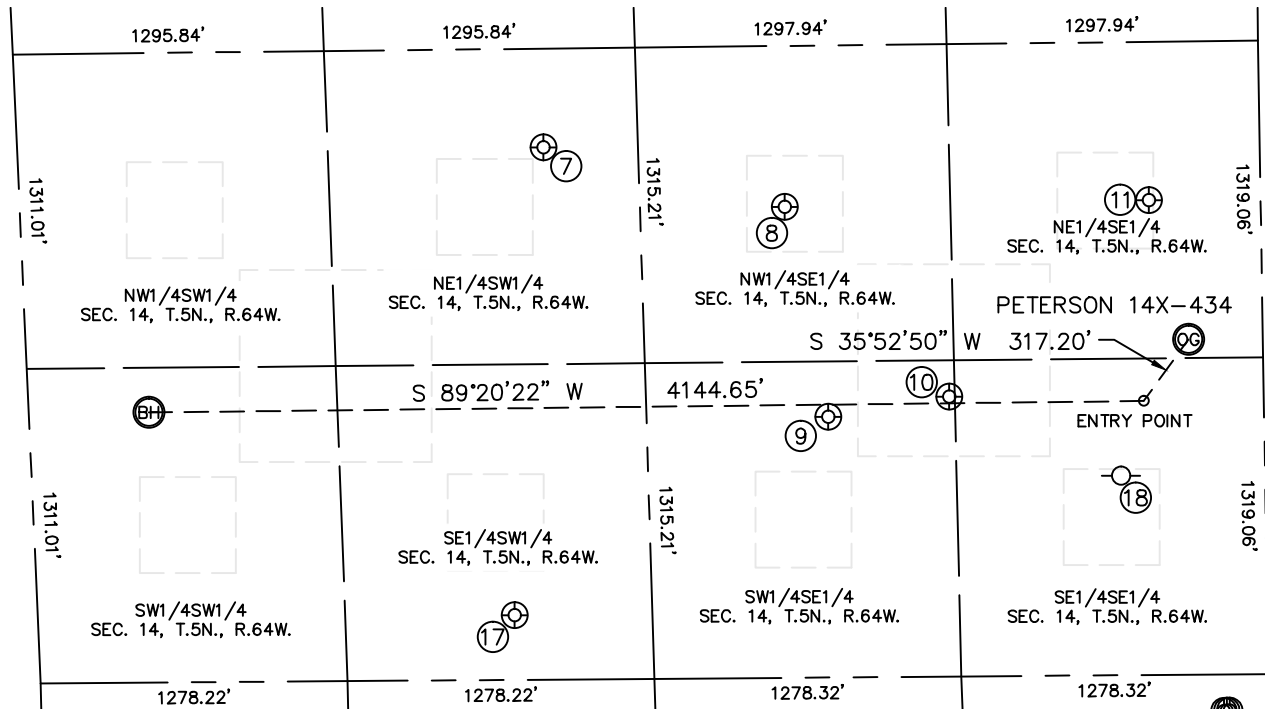 1295.84'
1295.84'
1297.94'
1297.94'
7
1311.01'
1315.21'
8
11
1319.06'
NE1/4SE1/4
SEC. 14, T.5N., R.64W.
NW1/4SW1/4
SEC. 14, T.5N., R.64W.
NE1/4SW1/4
SEC. 14, T.5N., R.64W.
NW1/4SE1/4
SEC. 14, T.5N., R.64W.
PETERSON 14X-434
S 35°52'50" W 317.20'
OG
BH
S 89°20'22" W 4144.65'
10
9
ENTRY POINT
18
1311.01'
1315.21'
1319.06'
SE1/4SW1/4
SEC. 14, T.5N., R.64W.
SW1/4SW1/4
SEC. 14, T.5N., R.64W.
17
SW1/4SE1/4
SEC. 14, T.5N., R.64W.
SE1/4SE1/4
SEC. 14, T.5N., R.64W.
1278.22'
1278.22'
1278.32'
1278.32'